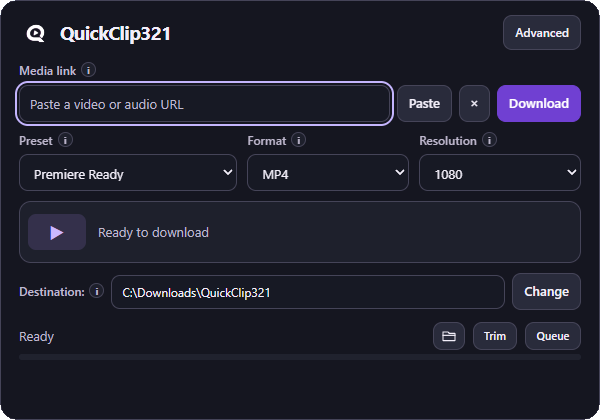 QuickClip321
Advanced
Media link i
Paste a video or audio URL
Paste
×
Download
Preset i
Format i
Resolution i
Premiere Ready
MP4
1080
Ready to download
Destination: i
C:\Downloads\QuickClip321
Change
Ready
Trim
Queue